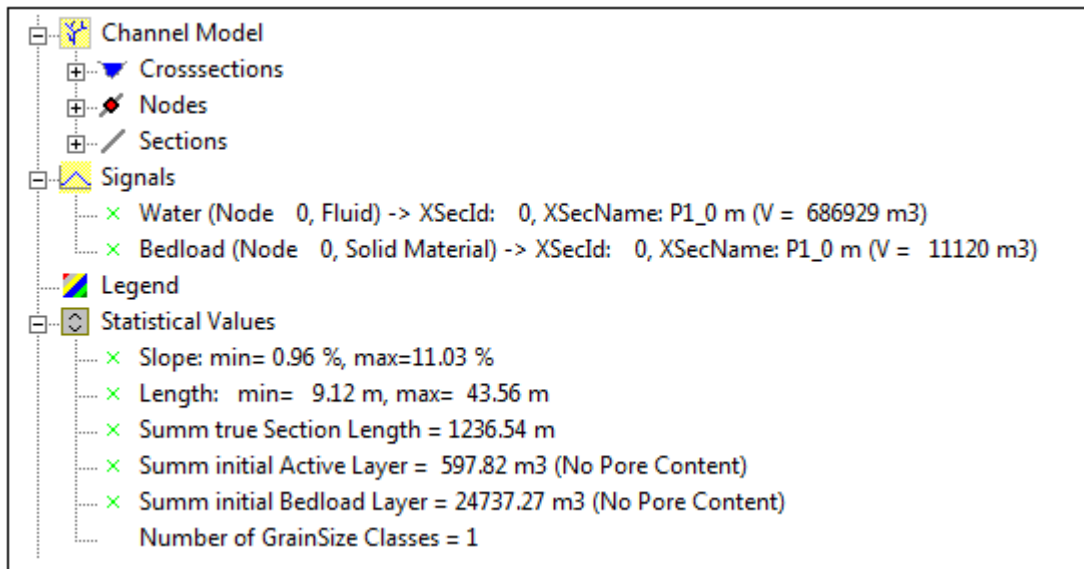 Channel Model
Crosssections
Nodes
Sections
Signals
Water (Node   0, Fluid) -> XSecId:   0, XSecName: P1_0 m (V =  686929 m3)
Bedload (Node   0, Solid Material) -> XSecId:   0, XSecName: P1_0 m (V =   11120 m3)
Legend
Statistical Values
Slope: min= 0.96 %, max=11.03 %
Length:   min=   9.12 m, max=  43.56 m
Summ true Section Length = 1236.54 m
Summ initial Active Layer =  597.82 m3 (No Pore Content)
Summ initial Bedload Layer = 24737.27 m3 (No Pore Content)
Number of GrainSize Classes = 1